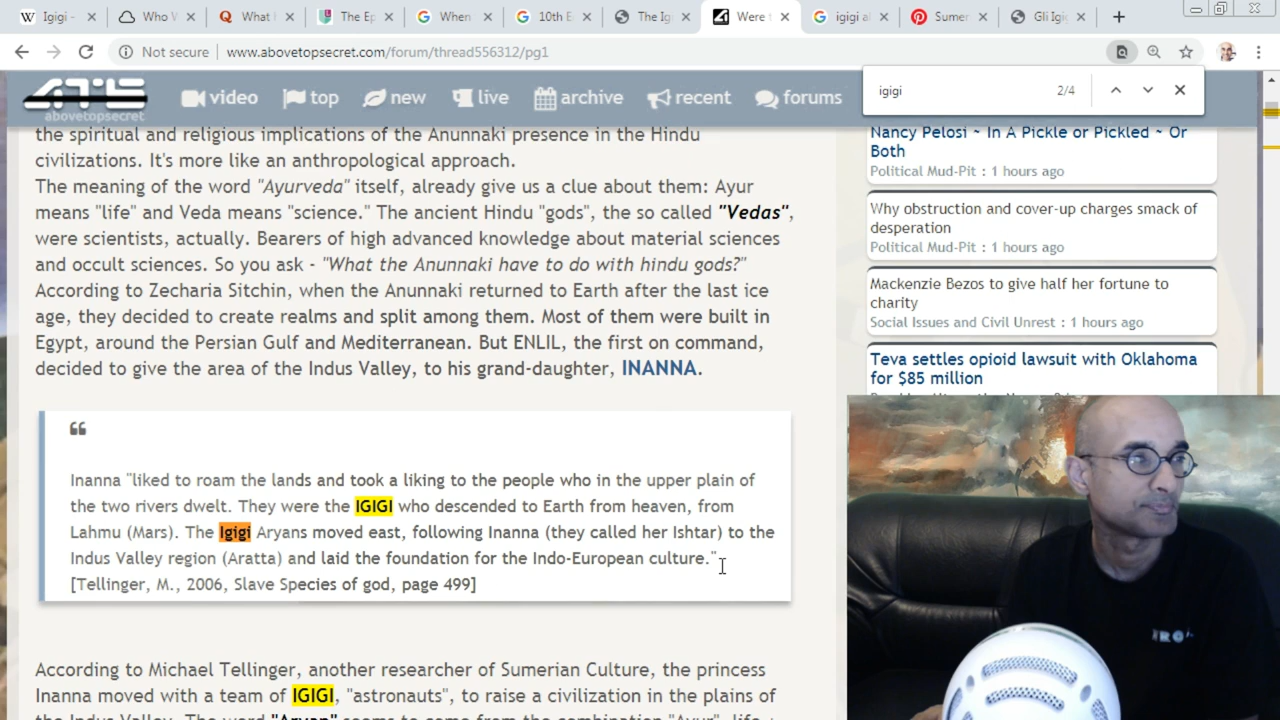 Igigi -
Who V
What i
The Ep
When
10th E
The Ig
Were t
igigi al
Sumer
Gli Igi
Not secure
www.abovetopsecret.com/forum/thread556312/pg1
igigi
2/4
ATS
abovetopsecret
video
top
new
live
archive
recent
forums
the spiritual and religious implications of the Anunnaki presence in the Hindu
civilizations. It's more like an anthropological approach.
The meaning of the word "Ayurveda" itself, already give us a clue about them: Ayur
means "life" and Veda means "science." The ancient Hindu "gods", the so called "Vedas",
were scientists, actually. Bearers of high advanced knowledge about material sciences
and occult sciences. So you ask - "What the Anunnaki have to do with hindu gods?"
According to Zecharia Sitchin, when the Anunnaki returned to Earth after the last ice
age, they decided to create realms and split among them. Most of them were built in
Egypt, around the Persian Gulf and Mediterranean. But ENLIL, the first on command,
decided to give the area of the Indus Valley, to his grand-daughter, INANNA.
Inanna "liked to roam the lands and took a liking to the people who in the upper plain of
the two rivers dwelt. They were the IGIGI who descended to Earth from heaven, from
Lahmu (Mars). The Igigi Aryans moved east, following Inanna (they called her Ishtar) to the
Indus Valley region (Aratta) and laid the foundation for the Indo-European culture."
[Tellinger, M., 2006, Slave Species of god, page 499]
According to Michael Tellinger, another researcher of Sumerian Culture, the princess
Inanna moved with a team of IGIGI, "astronauts", to raise a civilization in the plains of
the Indus Valley. The word "Aryan" seems to come from the combination "Ayur", life +
Nancy Pelosi ~ In A Pickle or Pickled ~ Or
Both
Political Mud-Pit : 1 hours ago
Why obstruction and cover-up charges smack of
desperation
Political Mud-Pit : 1 hours ago
Mackenzie Bezos to give half her fortune to
charity
Social Issues and Civil Unrest : 1 hours ago
Teva settles opioid lawsuit with Oklahoma
for $85 million